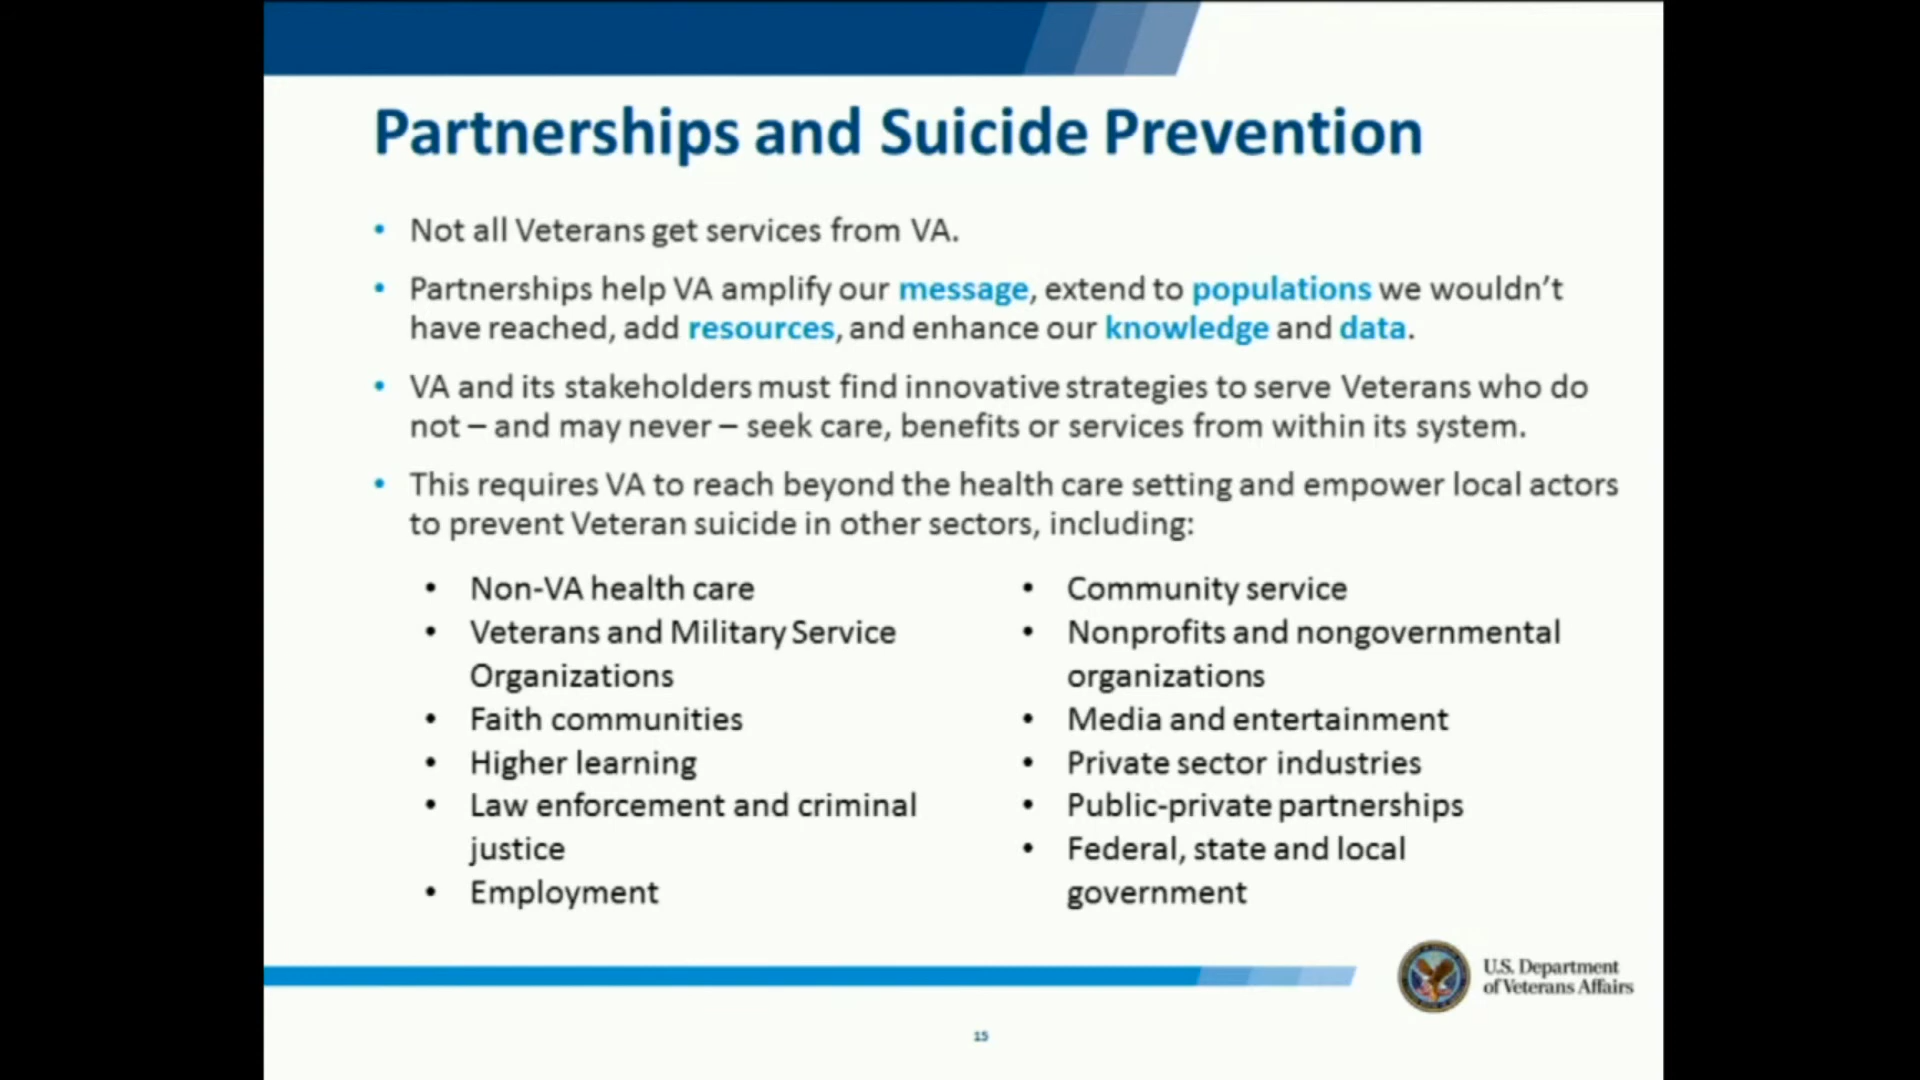 Partnerships and Suicide Prevention
• Not all Veterans get services from VA.
• Partnerships help VA amplify our message, extend to populations we wouldn't
have reached, add resources, and enhance our knowledge and data.
• VA and its stakeholders must find innovative strategies to serve Veterans who do
not – and may never – seek care, benefits or services from within its system.
• This requires VA to reach beyond the health care setting and empower local actors
to prevent Veteran suicide in other sectors, including:
• Non-VA health care
• Veterans and Military Service
Organizations
• Faith communities
• Higher learning
• Law enforcement and criminal
justice
• Employment
• Community service
• Nonprofits and nongovernmental
organizations
• Media and entertainment
• Private sector industries
• Public-private partnerships
• Federal, state and local
government
U.S. Department
of Veterans Affairs
15